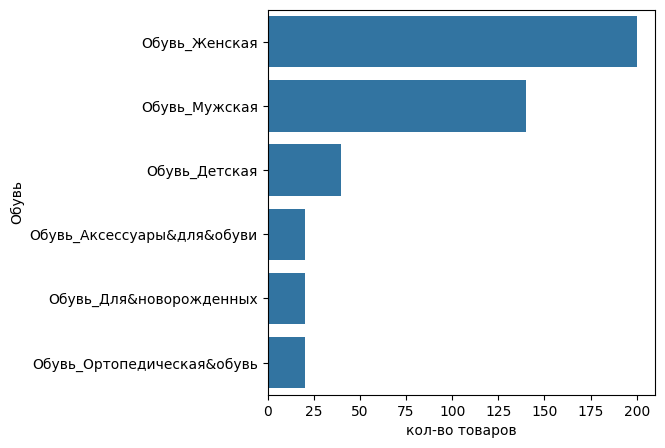 Обувь_Женская
Обувь_Мужская
Обувь_Детская
Обувь_Аксессуары&для&обуви
Обувь_Для&новорожденных
Обувь_Ортопедическая&обувь
Обувь
0 25 50 75 100 125 150 175 200
кол-во товаров